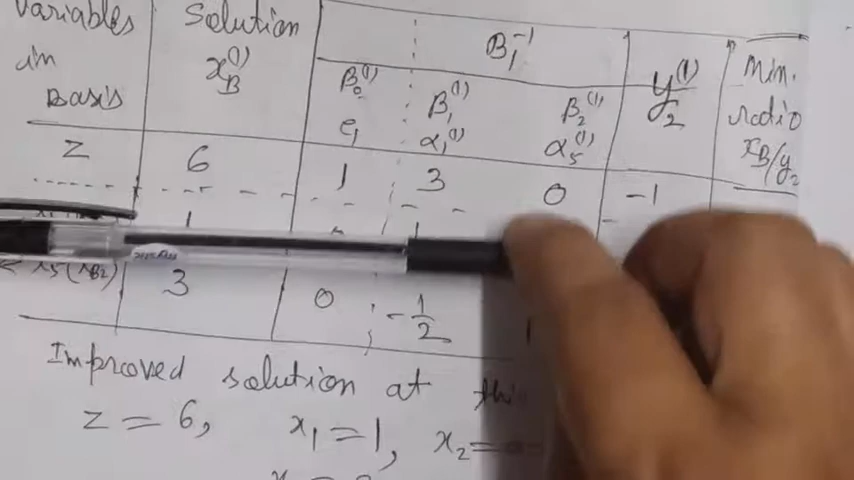 Variables in Basis
Solution x_B^(1)
B_1^-1
y_2^(1)
Min. ratio x_B/y_2
β_0^(1) e_1
β_1^(1) α_1^(1)
β_2^(1) α_5^(1)
z 6 1 3 0 -1
1
3 0 -1/2 1
Improved solution at this
z = 6, x_1 = 1, x_2 =